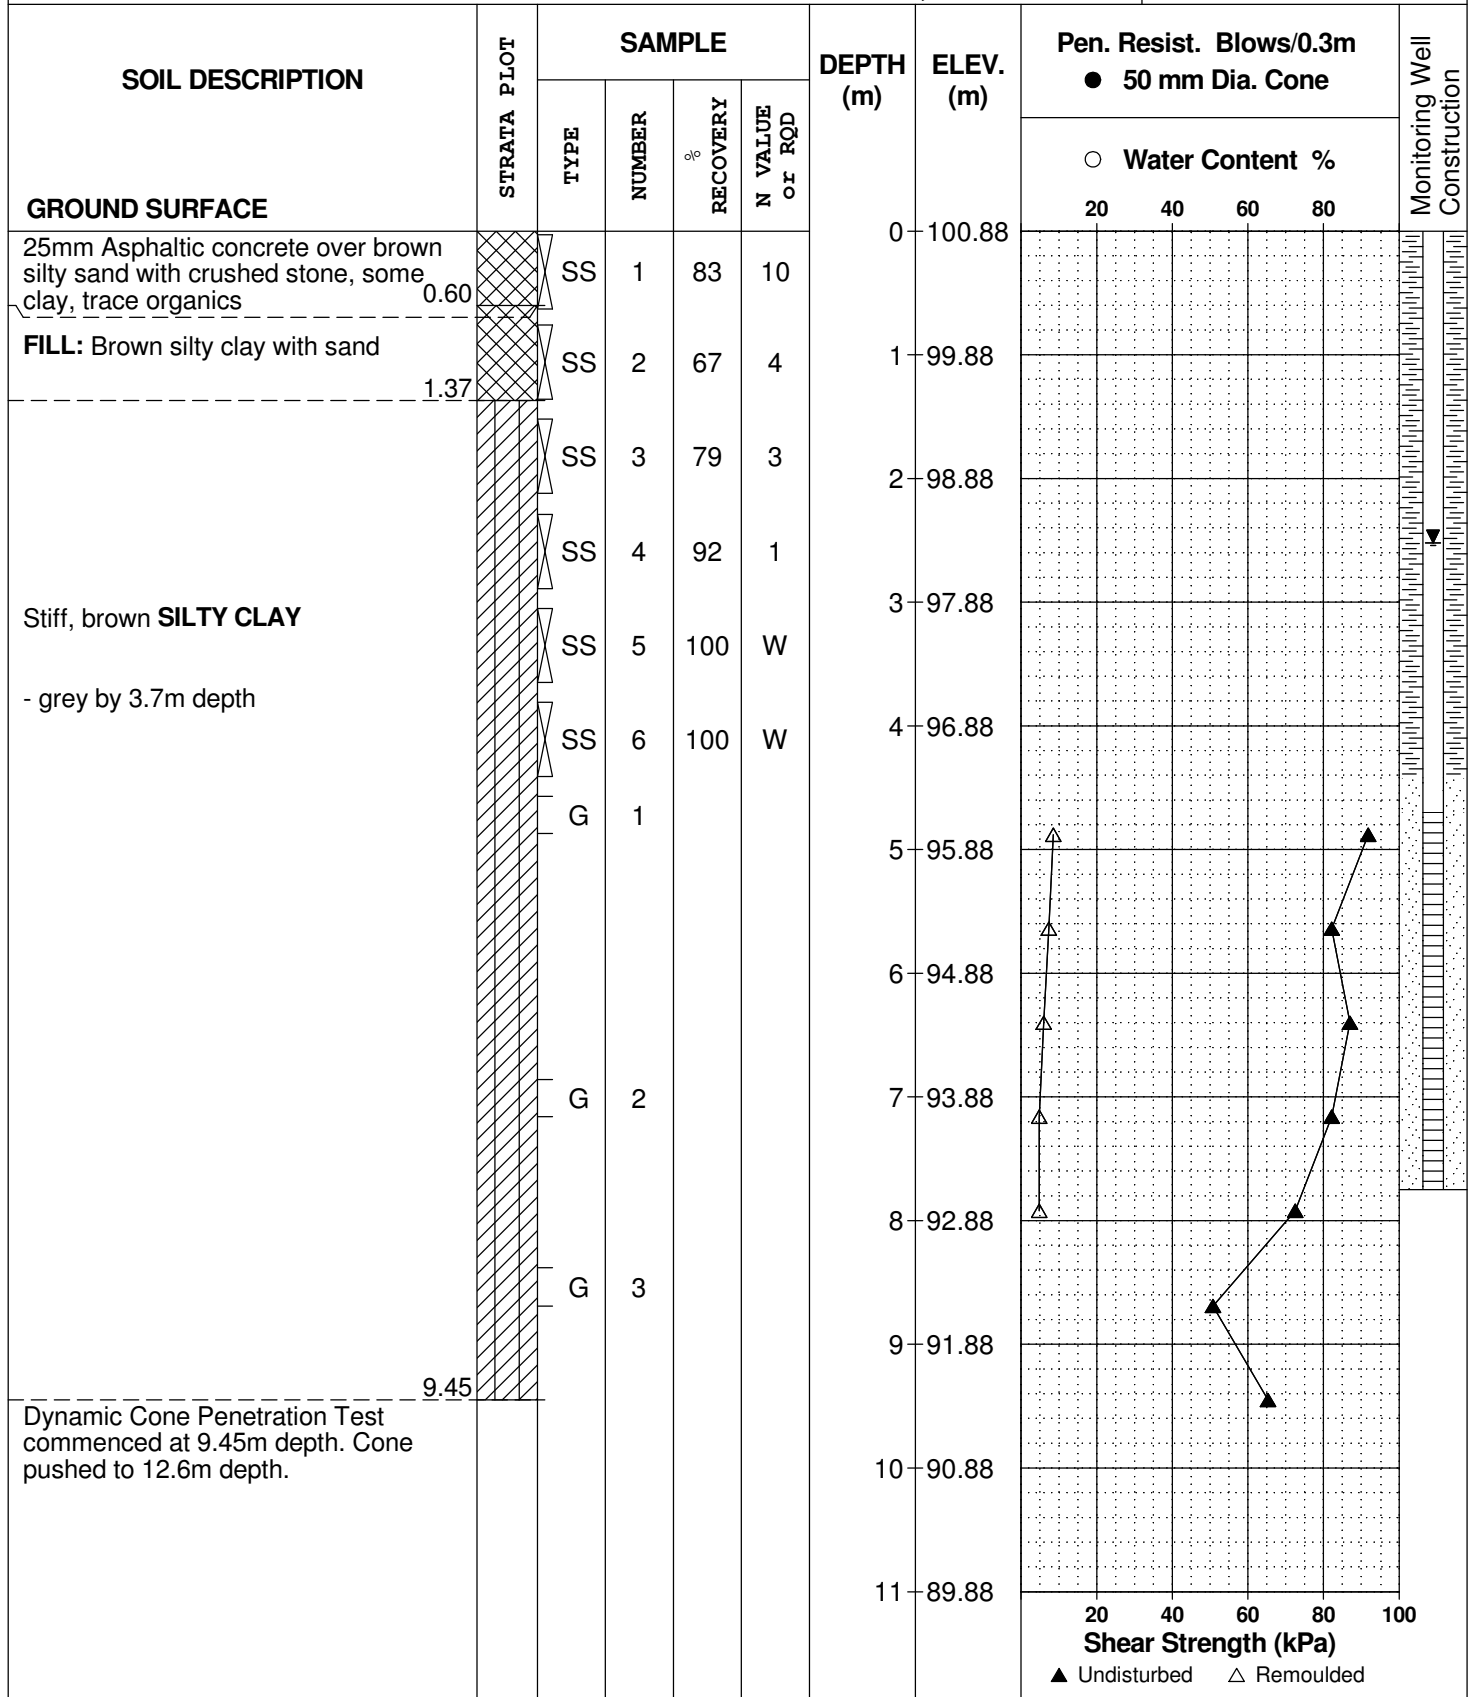 SOIL DESCRIPTION
GROUND SURFACE
STRATA PLOT
SAMPLE
TYPE
NUMBER
%
RECOVERY
N VALUE
or RQD
DEPTH
(m)
ELEV.
(m)
Pen. Resist. Blows/0.3m
● 50 mm Dia. Cone
○ Water Content %
20 40 60 80
Monitoring Well
Construction
25mm Asphaltic concrete over brown
silty sand with crushed stone, some
clay, trace organics
0.60
FILL: Brown silty clay with sand
1.37
Stiff, brown SILTY CLAY
- grey by 3.7m depth
9.45
Dynamic Cone Penetration Test
commenced at 9.45m depth. Cone
pushed to 12.6m depth.
SS 1 83 10
SS 2 67 4
SS 3 79 3
SS 4 92 1
SS 5 100 W
SS 6 100 W
G 1
G 2
G 3
0 100.88
1 99.88
2 98.88
3 97.88
4 96.88
5 95.88
6 94.88
7 93.88
8 92.88
9 91.88
10 90.88
11 89.88
20 40 60 80 100
Shear Strength (kPa)
▲ Undisturbed △ Remoulded